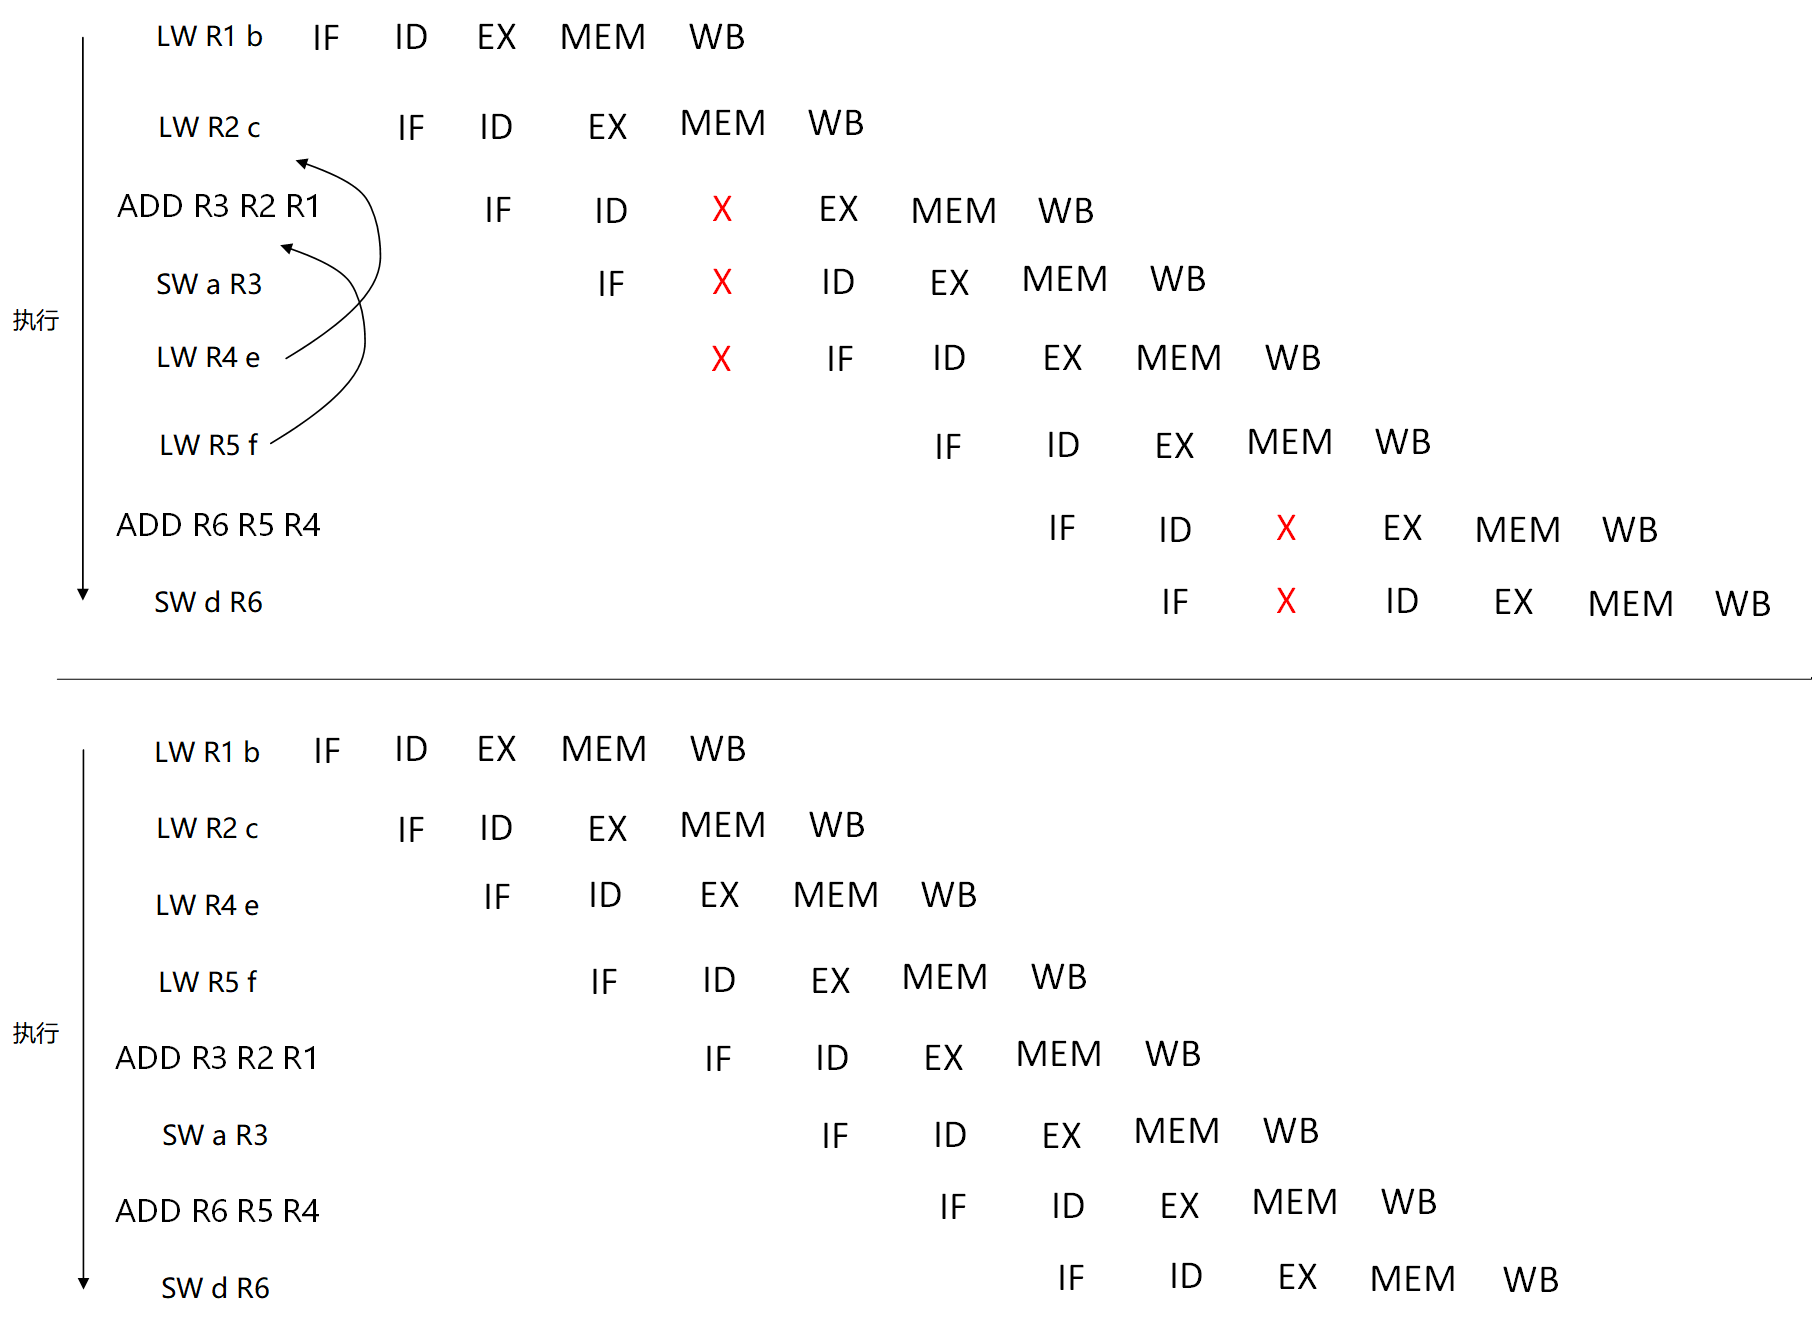 LW R1 b IF ID EX MEM WB
LW R2 c IF ID EX MEM WB
ADD R3 R2 R1 IF ID X EX MEM WB
SW a R3 IF X ID EX MEM WB
执行
LW R4 e X IF ID EX MEM WB
LW R5 f IF ID EX MEM WB
ADD R6 R5 R4 IF ID X EX MEM WB
SW d R6 IF X ID EX MEM WB
LW R1 b IF ID EX MEM WB
LW R2 c IF ID EX MEM WB
LW R4 e IF ID EX MEM WB
LW R5 f IF ID EX MEM WB
执行
ADD R3 R2 R1 IF ID EX MEM WB
SW a R3 IF ID EX MEM WB
ADD R6 R5 R4 IF ID EX MEM WB
SW d R6 IF ID EX MEM WB